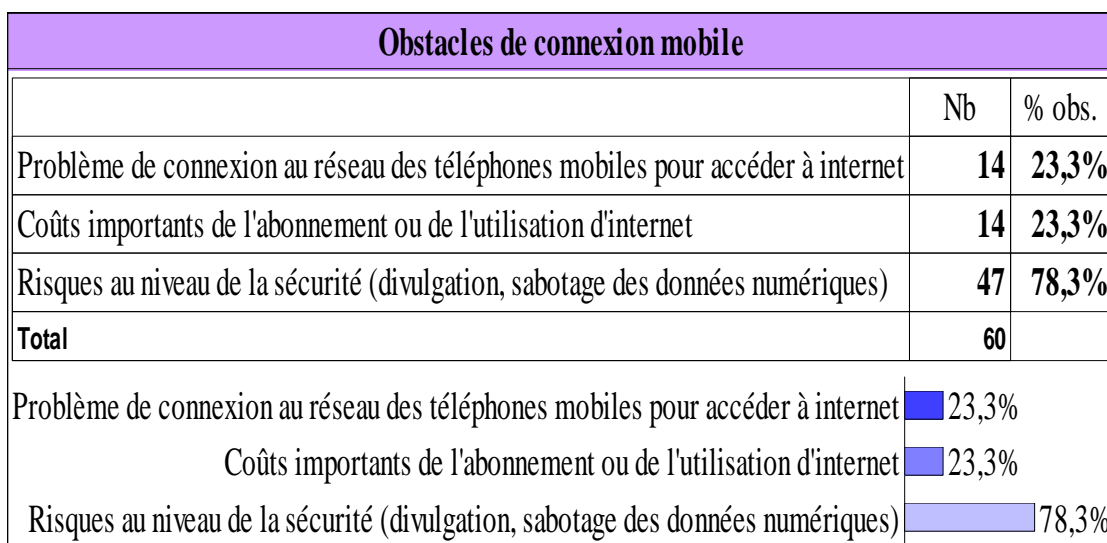 Obstacles de connexion mobile
Nb % obs.
Problème de connexion au réseau des téléphones mobiles pour accéder à internet 14 23,3%
Coûts importants de l'abonnement ou de l'utilisation d'internet 14 23,3%
Risques au niveau de la sécurité (divulgation, sabotage des données numériques) 47 78,3%
Total 60
Problème de connexion au réseau des téléphones mobiles pour accéder à internet 23,3%
Coûts importants de l'abonnement ou de l'utilisation d'internet 23,3%
Risques au niveau de la sécurité (divulgation, sabotage des données numériques) 78,3%